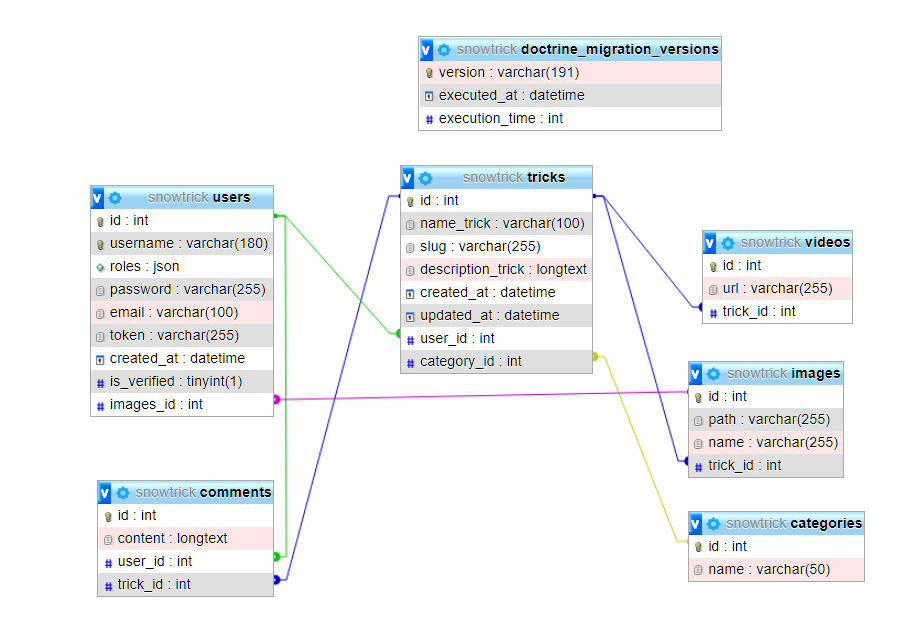 v snowtrick doctrine_migration_versions
version : varchar(191)
executed_at : datetime
# execution_time : int
v snowtrick users
id : int
username : varchar(180)
roles : json
password : varchar(255)
email : varchar(100)
token : varchar(255)
created_at : datetime
# is_verified : tinyint(1)
# images_id : int
v snowtrick tricks
id : int
name_trick : varchar(100)
slug : varchar(255)
description_trick : longtext
created_at : datetime
updated_at : datetime
# user_id : int
# category_id : int
v snowtrick videos
id : int
url : varchar(255)
# trick_id : int
v snowtrick images
id : int
path : varchar(255)
name : varchar(255)
# trick_id : int
v snowtrick comments
id : int
content : longtext
# user_id : int
# trick_id : int
v snowtrick categories
id : int
name : varchar(50)